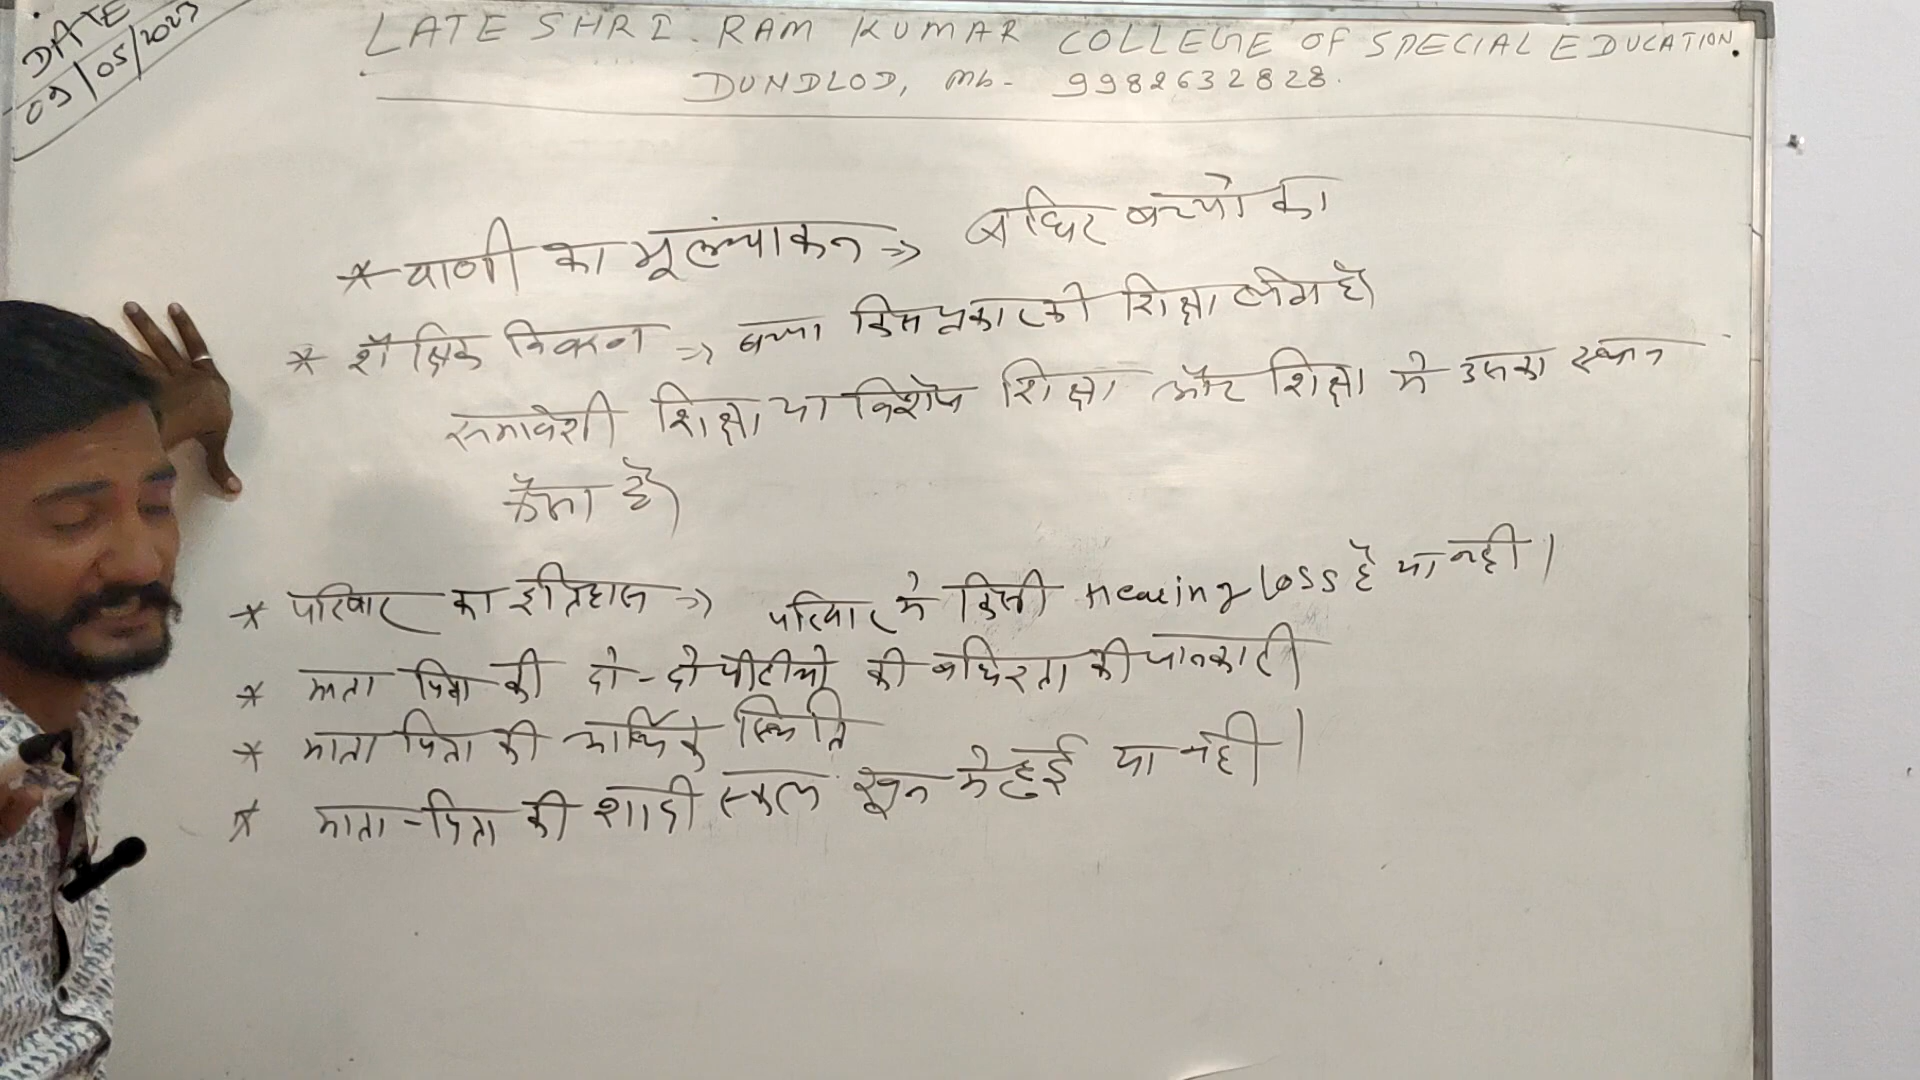 DATE
09/05/2023
LATE SHRI. RAM KUMAR COLLEGE OF SPECIAL EDUCATION.
DUNDLOD, Mb- 9982632828.
* वाणी का मूल्यांकन ⇒ बधिर बच्चो का
* शैक्षिक विवरण ⇒ बच्चा किस प्रकार की शिक्षा है।
समावेशी शिक्षा या विशेष शिक्षा और शिक्षा मे उसका स्थान
कैसा है।
* परिवार का इतिहास ⇒ परिवार मे किसी Hearing Loss है या नही।
* माता पिता की दो-दो पीढीयो की बधिरता की जानकारी
* माता पिता की आर्थिक स्थिति
* माता-पिता की शादी खून मे हुई या नही।